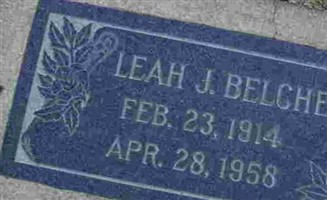 LEAH J. BELCHE
FEB. 23, 1914
APR. 28, 1958